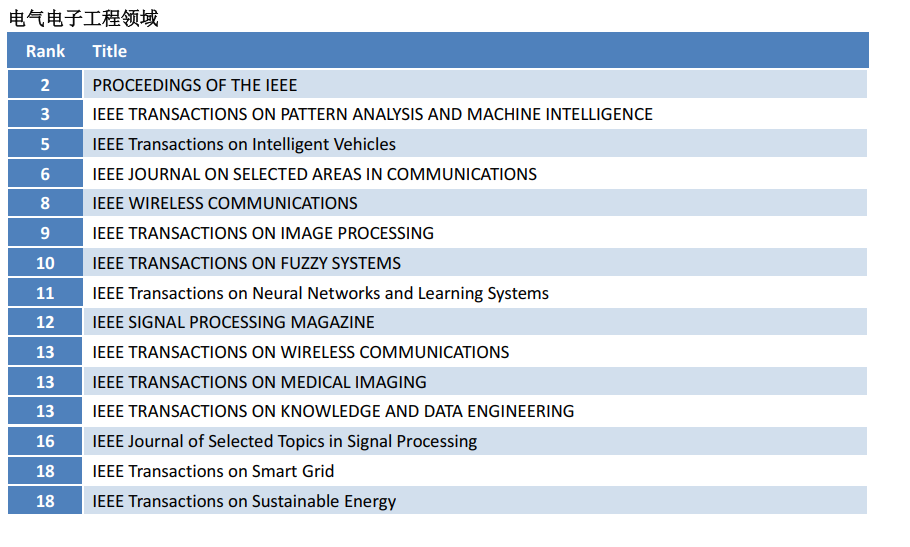 电气电子工程领域
Rank Title
2 PROCEEDINGS OF THE IEEE
3 IEEE TRANSACTIONS ON PATTERN ANALYSIS AND MACHINE INTELLIGENCE
5 IEEE Transactions on Intelligent Vehicles
6 IEEE JOURNAL ON SELECTED AREAS IN COMMUNICATIONS
8 IEEE WIRELESS COMMUNICATIONS
9 IEEE TRANSACTIONS ON IMAGE PROCESSING
10 IEEE TRANSACTIONS ON FUZZY SYSTEMS
11 IEEE Transactions on Neural Networks and Learning Systems
12 IEEE SIGNAL PROCESSING MAGAZINE
13 IEEE TRANSACTIONS ON WIRELESS COMMUNICATIONS
13 IEEE TRANSACTIONS ON MEDICAL IMAGING
13 IEEE TRANSACTIONS ON KNOWLEDGE AND DATA ENGINEERING
16 IEEE Journal of Selected Topics in Signal Processing
18 IEEE Transactions on Smart Grid
18 IEEE Transactions on Sustainable Energy